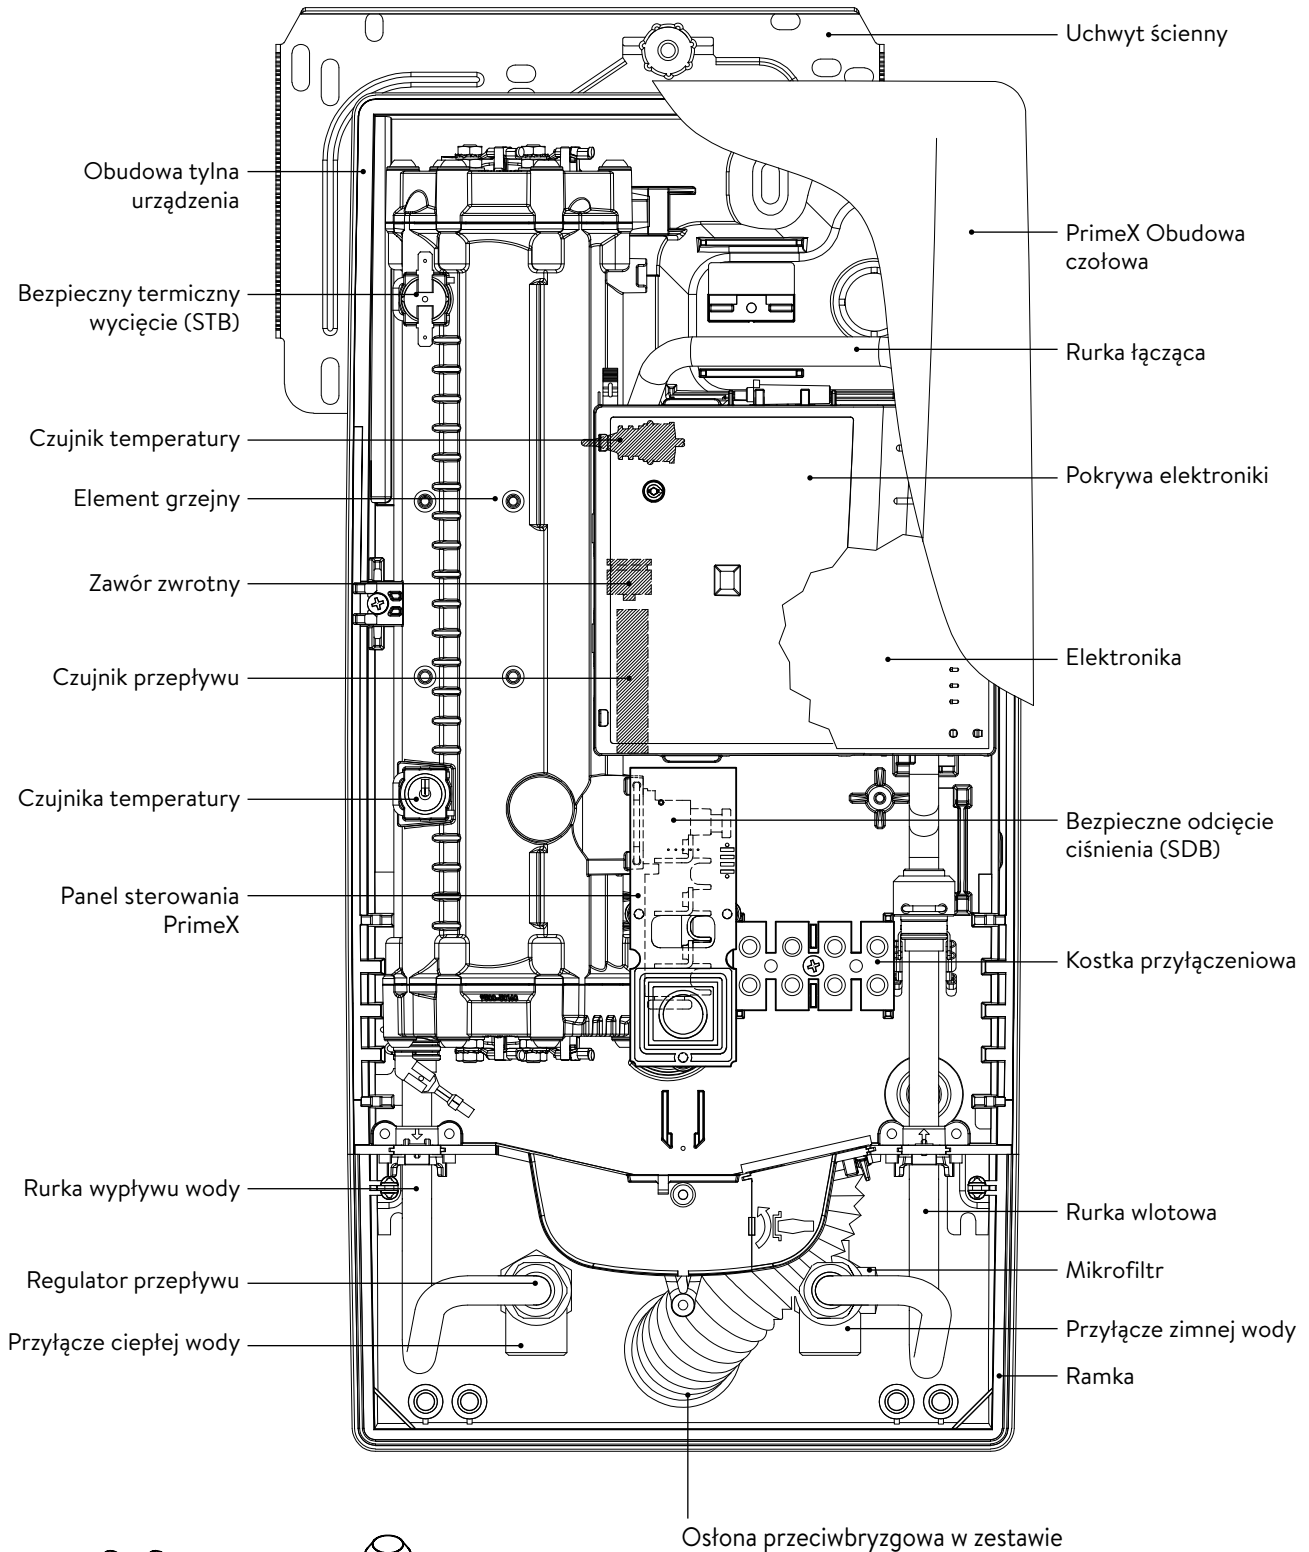 Uchwyt ścienny
Obudowa tylna
urządzenia
PrimeX Obudowa
czołowa
Bezpieczny termiczny
wycięcie (STB)
Rurka łącząca
Czujnik temperatury
Pokrywa elektroniki
Element grzejny
Zawór zwrotny
Elektronika
Czujnik przepływu
Czujnika temperatury
Bezpieczne odcięcie
ciśnienia (SDB)
Panel sterowania
PrimeX
Kostka przyłączeniowa
Rurka wypływu wody
Rurka wlotowa
Regulator przepływu
Mikrofiltr
Przyłącze ciepłej wody
Przyłącze zimnej wody
Ramka
Osłona przeciwbryzgowa w zestawie